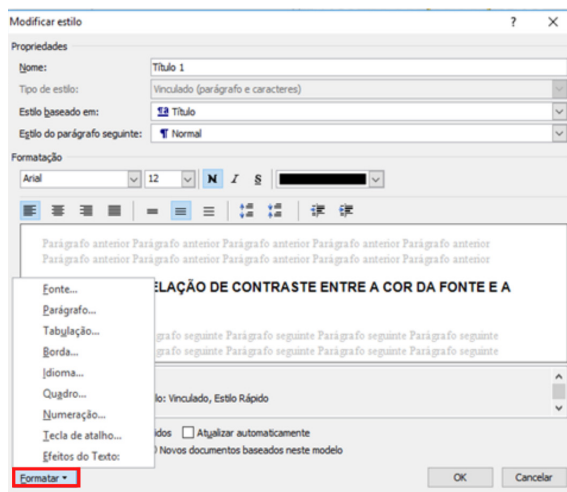 Modificar estilo ? ×
Propriedades
Nome: Título 1
Tipo de estilo: Vinculado (parágrafo e caracteres)
Estilo baseado em: ¶a Título
Estilo do parágrafo seguinte: ¶ Normal
Formatação
Arial 12 N I S
Parágrafo anterior Parágrafo anterior Parágrafo anterior Parágrafo anterior Parágrafo anterior
Parágrafo anterior Parágrafo anterior Parágrafo anterior Parágrafo anterior Parágrafo anterior
ELAÇÃO DE CONTRASTE ENTRE A COR DA FONTE E A
grafo seguinte Parágrafo seguinte Parágrafo seguinte Parágrafo seguinte
grafo seguinte Parágrafo seguinte Parágrafo seguinte Parágrafo seguinte
lo: Vinculado, Estilo Rápido
idos Atualizar automaticamente
Novos documentos baseados neste modelo
Fonte...
Parágrafo...
Tabulação...
Borda...
Idioma...
Quadro...
Numeração...
Tecla de atalho...
Efeitos do Texto:
Formatar OK Cancelar